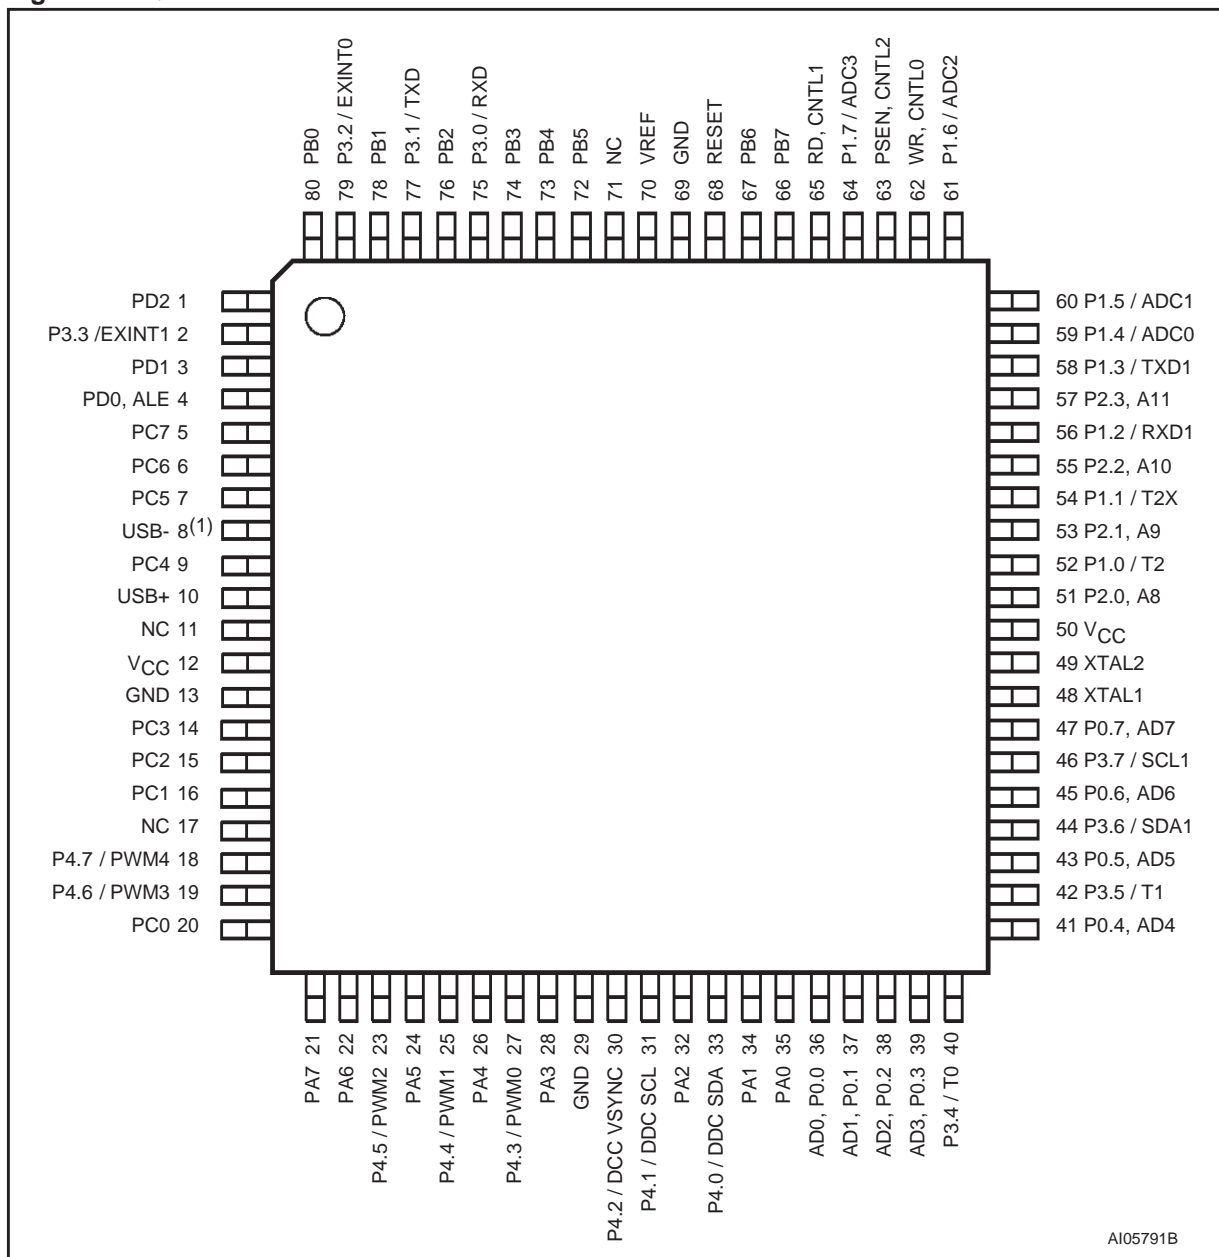 80 PB0
79 P3.2 / EXINT0
78 PB1
77 P3.1 / TXD
76 PB2
75 P3.0 / RXD
74 PB3
73 PB4
72 PB5
71 NC
70 VREF
69 GND
68 RESET
67 PB6
66 PB7
65 RD, CNTL1
64 P1.7 / ADC3
63 PSEN, CNTL2
62 WR, CNTL0
61 P1.6 / ADC2
PD2 1
P3.3 /EXINT1 2
PD1 3
PD0, ALE 4
PC7 5
PC6 6
PC5 7
USB- 8(1)
PC4 9
USB+ 10
NC 11
VCC 12
GND 13
PC3 14
PC2 15
PC1 16
NC 17
P4.7 / PWM4 18
P4.6 / PWM3 19
PC0 20
60 P1.5 / ADC1
59 P1.4 / ADC0
58 P1.3 / TXD1
57 P2.3, A11
56 P1.2 / RXD1
55 P2.2, A10
54 P1.1 / T2X
53 P2.1, A9
52 P1.0 / T2
51 P2.0, A8
50 VCC
49 XTAL2
48 XTAL1
47 P0.7, AD7
46 P3.7 / SCL1
45 P0.6, AD6
44 P3.6 / SDA1
43 P0.5, AD5
42 P3.5 / T1
41 P0.4, AD4
PA7 21
PA6 22
P4.5 / PWM2 23
PA5 24
P4.4 / PWM1 25
PA4 26
P4.3 / PWM0 27
PA3 28
GND 29
P4.2 / DCC VSYNC 30
P4.1 / DDC SCL 31
PA2 32
P4.0 / DDC SDA 33
PA1 34
PA0 35
AD0, P0.0 36
AD1, P0.1 37
AD2, P0.2 38
AD3, P0.3 39
P3.4 / T0 40
AI05791B